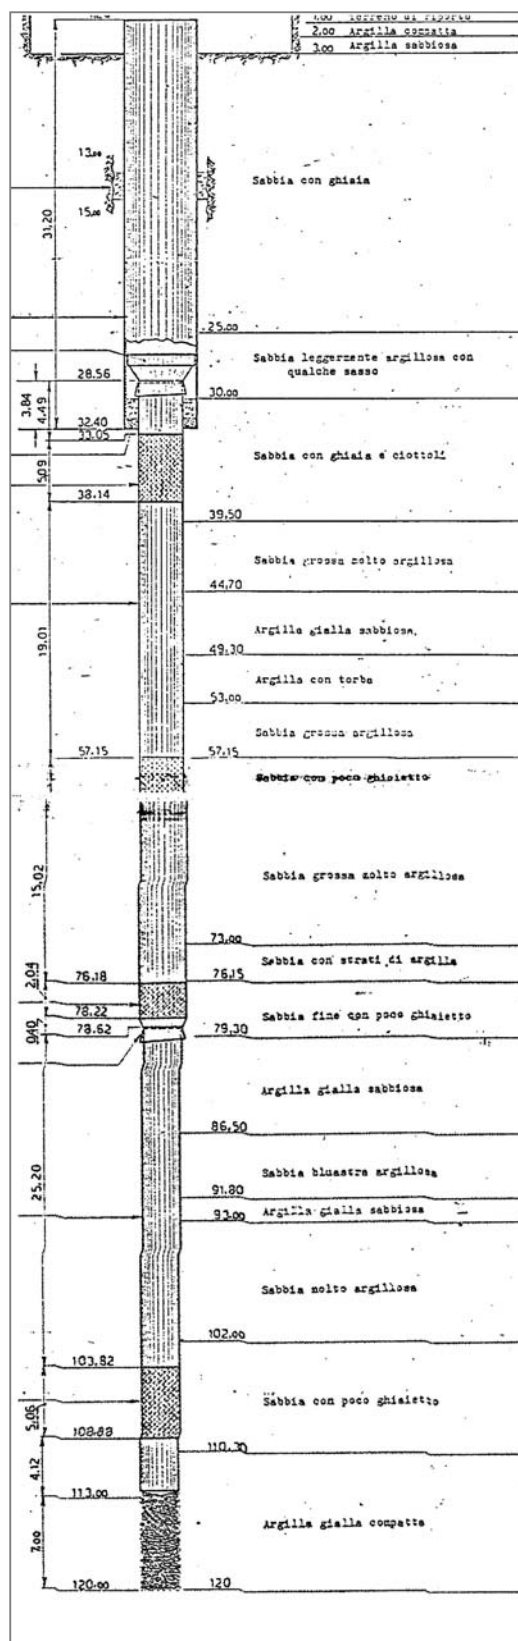 1.00 Terreno di riporto
2.00 Argilla compatta
3.00 Argilla sabbiosa
13.00
Sabbia con ghiaia
15.00
31.20
25.00
Sabbia leggermente argillosa con
qualche sasso
28.56
30.00
3.84
4.49
32.40
33.05
Sabbia con ghiaia e ciottoli
5.09
38.14
39.50
Sabbia grossa molto argillosa
44.70
19.01
Argilla gialla sabbiosa.
49.30
Argilla con torba
53.00
Sabbia grossa argillosa
57.15
57.15
Sabbia con poco ghiaietto
15.02
Sabbia grossa molto argillosa
73.00
Sabbia con strati di argilla
76.18
76.15
2.04
Sabbia fine con poco ghiaietto
78.22
0.40
78.62
79.30
Argilla gialla sabbiosa
86.50
25.20
Sabbia bluastra argillosa
91.80
Argilla gialla sabbiosa
93.00
Sabbia molto argillosa
102.00
103.82
5.06
Sabbia con poco ghiaietto
108.88
110.30
4.12
113.00
Argilla gialla compatta
7.00
120.00
120